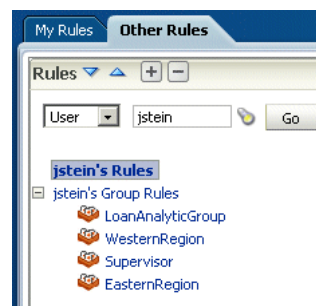 My Rules Other Rules
Rules
User jstein Go
jstein's Rules
jstein's Group Rules
LoanAnalyticGroup
WesternRegion
Supervisor
EasternRegion